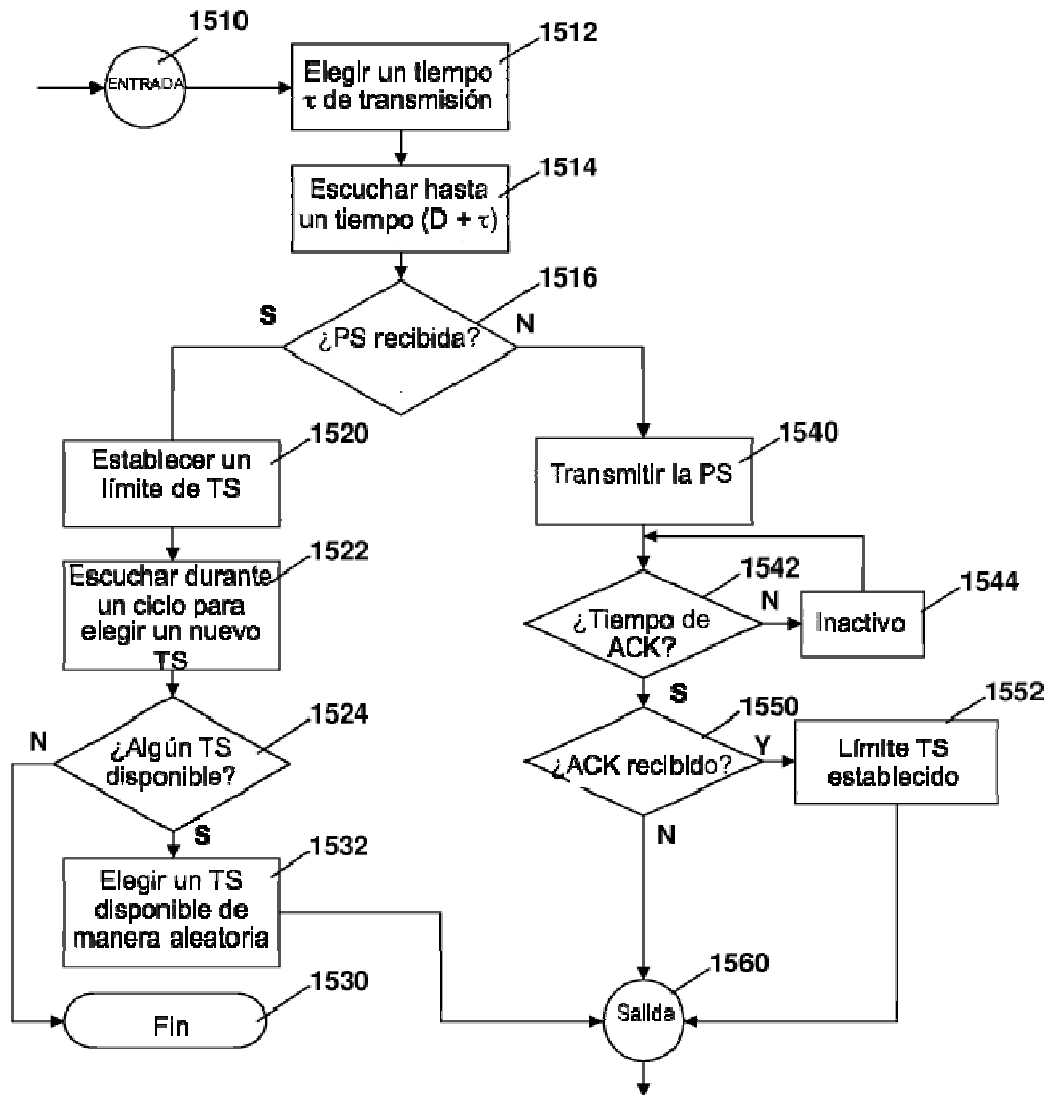 1510
ENTRADA
1512
Elegir un tiempo
τ de transmisión
1514
Escuchar hasta
un tiempo (D + τ)
1516
¿PS recibida?
S
N
1520
Establecer un
límite de TS
1522
Escuchar durante
un ciclo para
elegir un nuevo
TS
1524
¿Algún TS
disponible?
N
S
1532
Elegir un TS
disponible de
manera aleatoria
1530
Fin
1540
Transmitir la PS
1542
¿Tiempo de
ACK?
N
S
1544
Inactivo
1550
¿ACK recibido?
Y
N
1552
Límite TS
establecido
1560
Salida